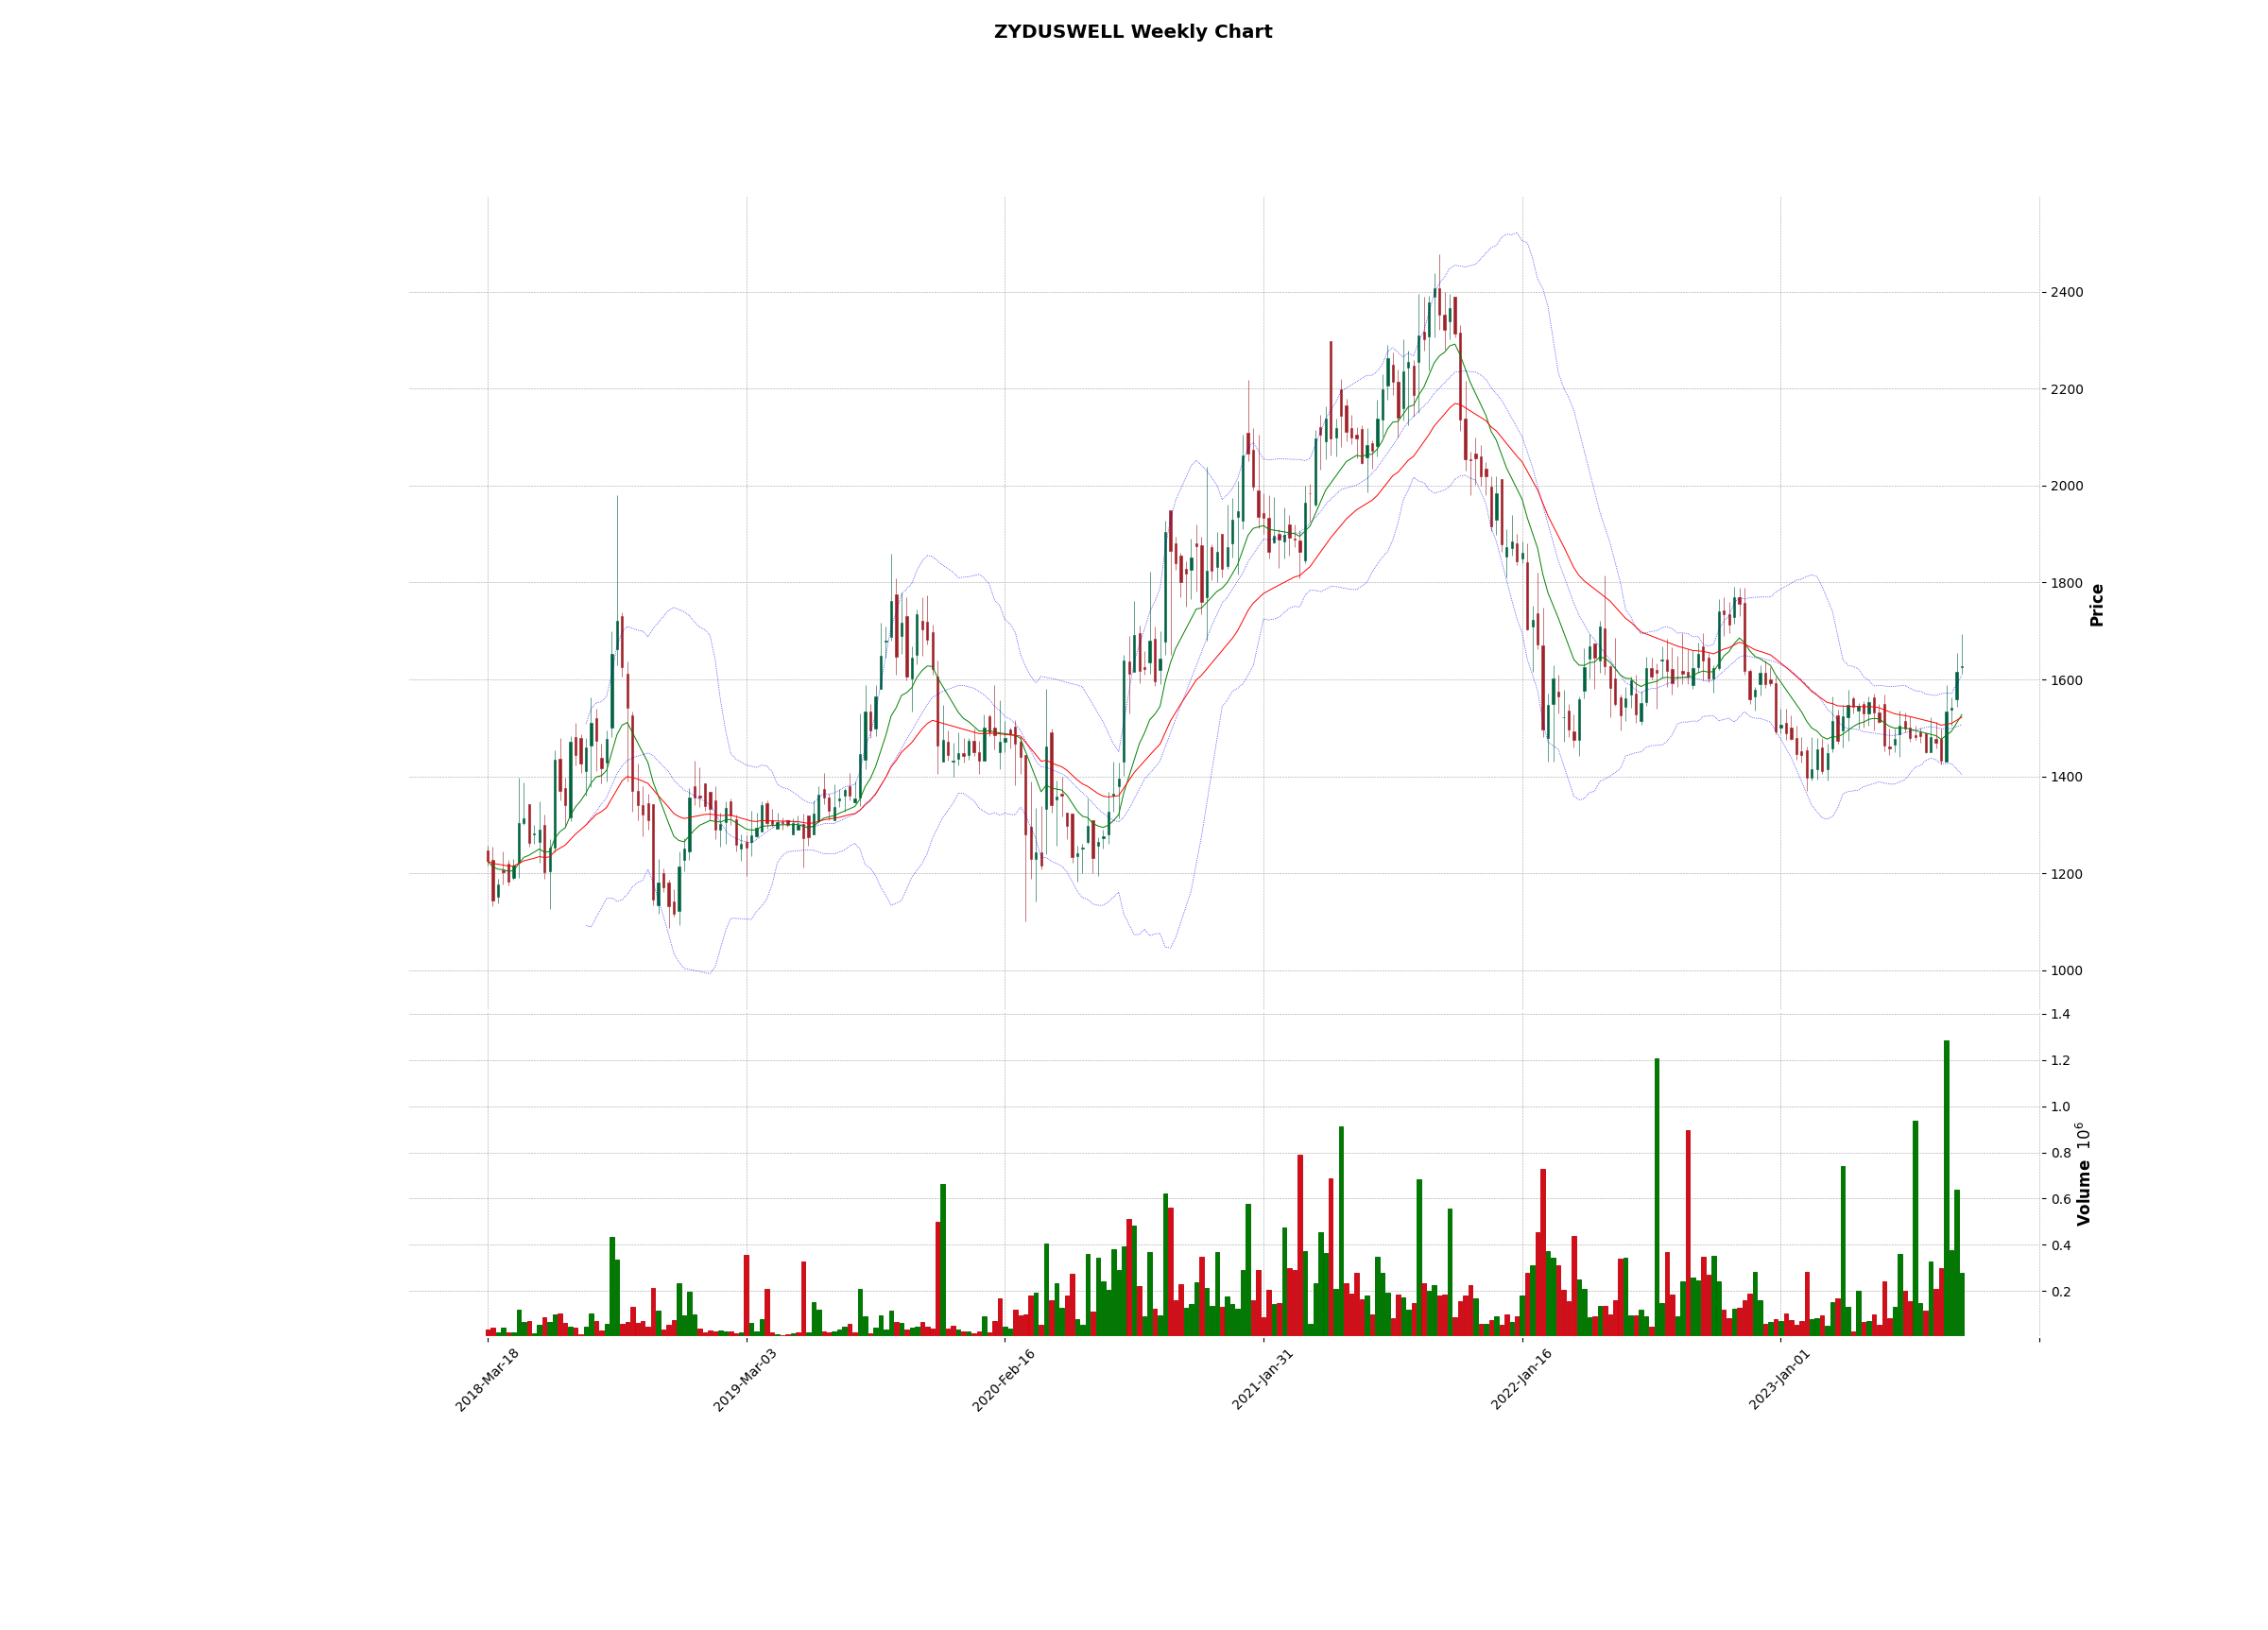 ZYDUSWELL Weekly Chart
2400
2200
2000
1800
1600
1400
1200
1000
Price
1.4
1.2
1.0
0.8
0.6
0.4
0.2
Volume 10^6
2018-Mar-18
2019-Mar-03
2020-Feb-16
2021-Jan-31
2022-Jan-16
2023-Jan-01